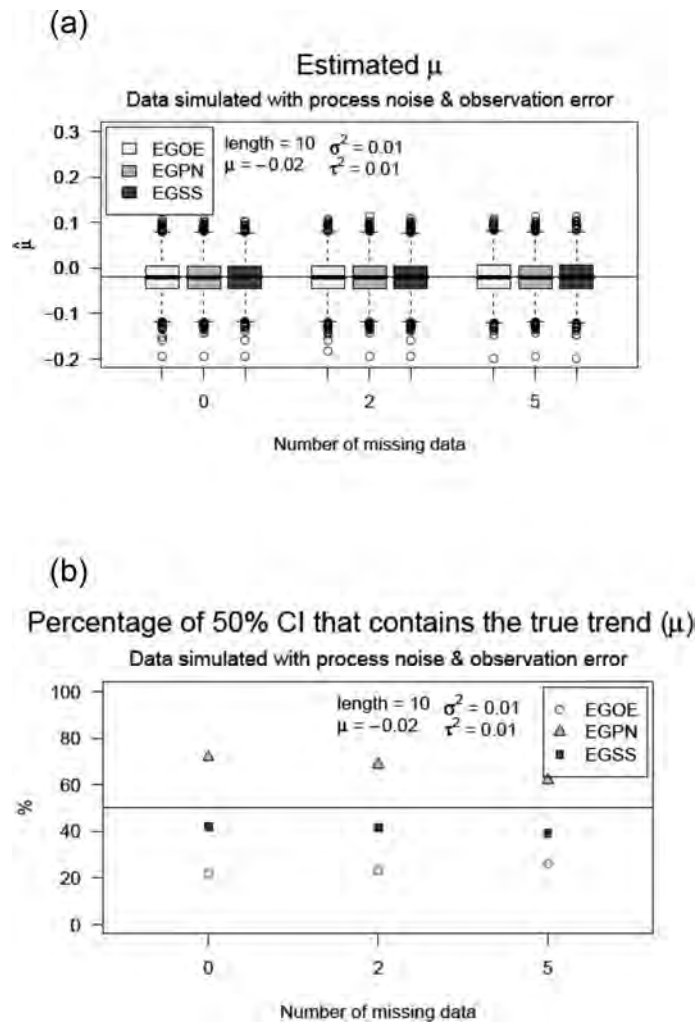 (a)
Estimated μ
Data simulated with process noise & observation error
0.3
0.2
0.1
0.0
−0.1
−0.2
μ̂
EGOE
EGPN
EGSS
length = 10 σ² = 0.01
μ = −0.02 τ² = 0.01
0 2 5
Number of missing data
(b)
Percentage of 50% CI that contains the true trend (μ)
Data simulated with process noise & observation error
100
80
60
40
20
0
%
length = 10 σ² = 0.01
μ = −0.02 τ² = 0.01
EGOE
EGPN
EGSS
0 2 5
Number of missing data